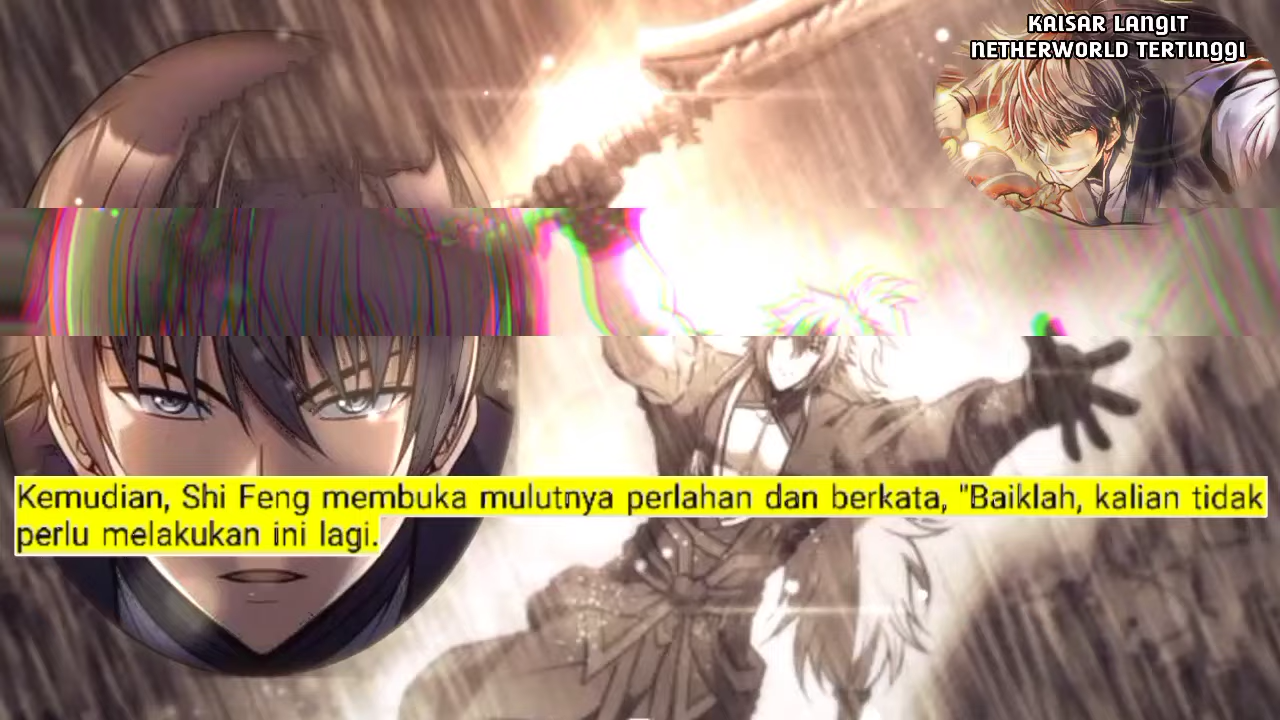 KAISAR LANGIT
NETHERWORLD TERTINGGI
Kemudian, Shi Feng membuka mulutnya perlahan dan berkata, "Baiklah, kalian tidak
perlu melakukan ini lagi.